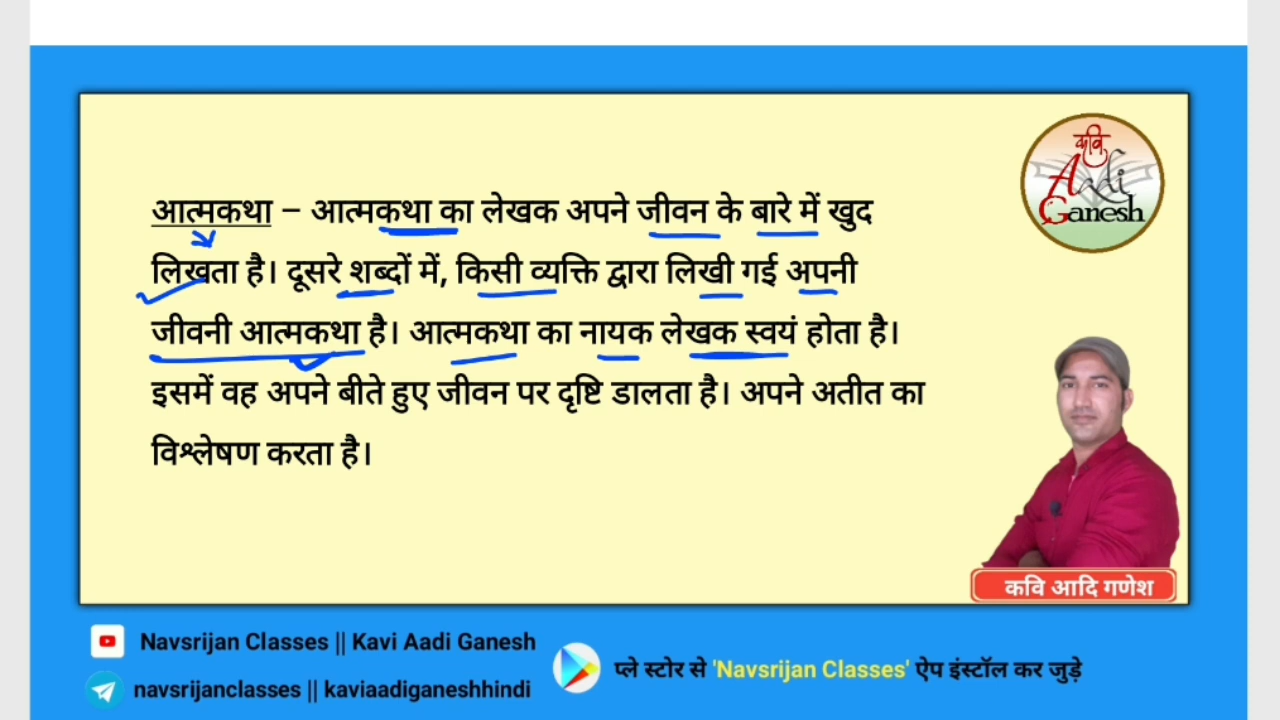 कवि
Aadi
Ganesh
आत्मकथा – आत्मकथा का लेखक अपने जीवन के बारे में खुद
लिखता है। दूसरे शब्दों में, किसी व्यक्ति द्वारा लिखी गई अपनी
जीवनी आत्मकथा है। आत्मकथा का नायक लेखक स्वयं होता है।
इसमें वह अपने बीते हुए जीवन पर दृष्टि डालता है। अपने अतीत का
विश्लेषण करता है।
कवि आदि गणेश
Navsrijan Classes || Kavi Aadi Ganesh
navsrijanclasses || kaviaadiganeshhindi
प्ले स्टोर से 'Navsrijan Classes' ऐप इंस्टॉल कर जुड़े